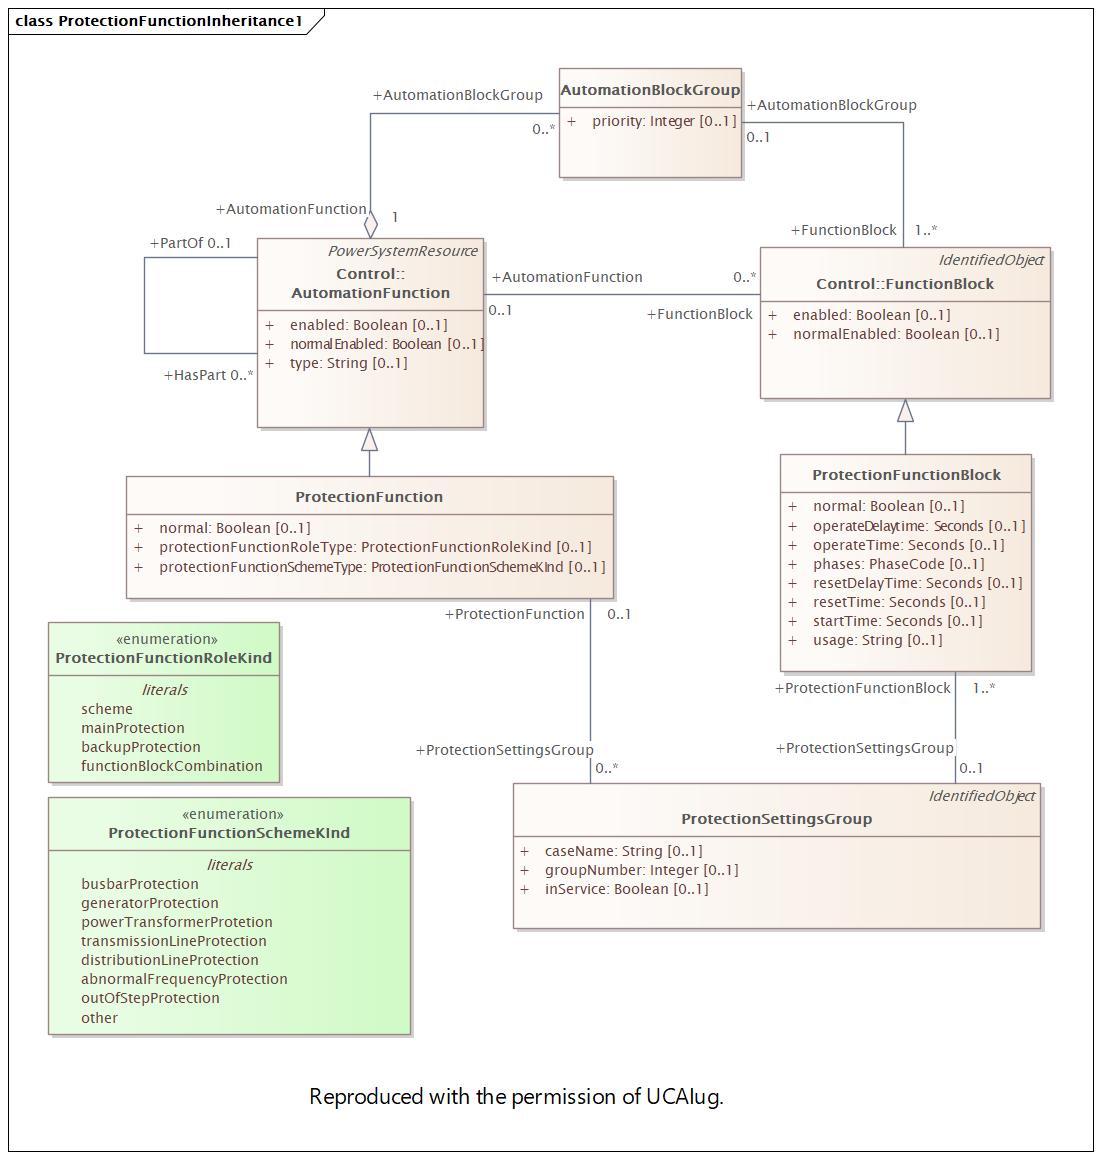 class ProtectionFunctionInheritance1
+AutomationBlockGroup
0..*
AutomationBlockGroup
+ priority: Integer [0..1]
+AutomationBlockGroup
0..1
+AutomationFunction
1
+FunctionBlock
1..*
+PartOf 0..1
+HasPart 0..*
PowerSystemResource
Control::
AutomationFunction
+ enabled: Boolean [0..1]
+ normalEnabled: Boolean [0..1]
+ type: String [0..1]
+AutomationFunction
0..1
0..*
+FunctionBlock
IdentifiedObject
Control::FunctionBlock
+ enabled: Boolean [0..1]
+ normalEnabled: Boolean [0..1]
ProtectionFunction
+ normal: Boolean [0..1]
+ protectionFunctionRoleType: ProtectionFunctionRoleKind [0..1]
+ protectionFunctionSchemeType: ProtectionFunctionSchemeKInd [0..1]
ProtectionFunctionBlock
+ normal: Boolean [0..1]
+ operateDelaytime: Seconds [0..1]
+ operateTime: Seconds [0..1]
+ phases: PhaseCode [0..1]
+ resetDelayTime: Seconds [0..1]
+ resetTime: Seconds [0..1]
+ startTime: Seconds [0..1]
+ usage: String [0..1]
+ProtectionFunction
0..1
+ProtectionSettingsGroup
0..*
+ProtectionFunctionBlock
1..*
+ProtectionSettingsGroup
0..1
«enumeration»
ProtectionFunctionRoleKind
literals
scheme
mainProtection
backupProtection
functionBlockCombination
«enumeration»
ProtectionFunctionSchemeKInd
literals
busbarProtection
generatorProtection
powerTransformerProtetion
transmissionLineProtection
distributionLineProtection
abnormalFrequencyProtection
outOfStepProtection
other
IdentifiedObject
ProtectionSettingsGroup
+ caseName: String [0..1]
+ groupNumber: Integer [0..1]
+ inService: Boolean [0..1]
Reproduced with the permission of UCAIug.